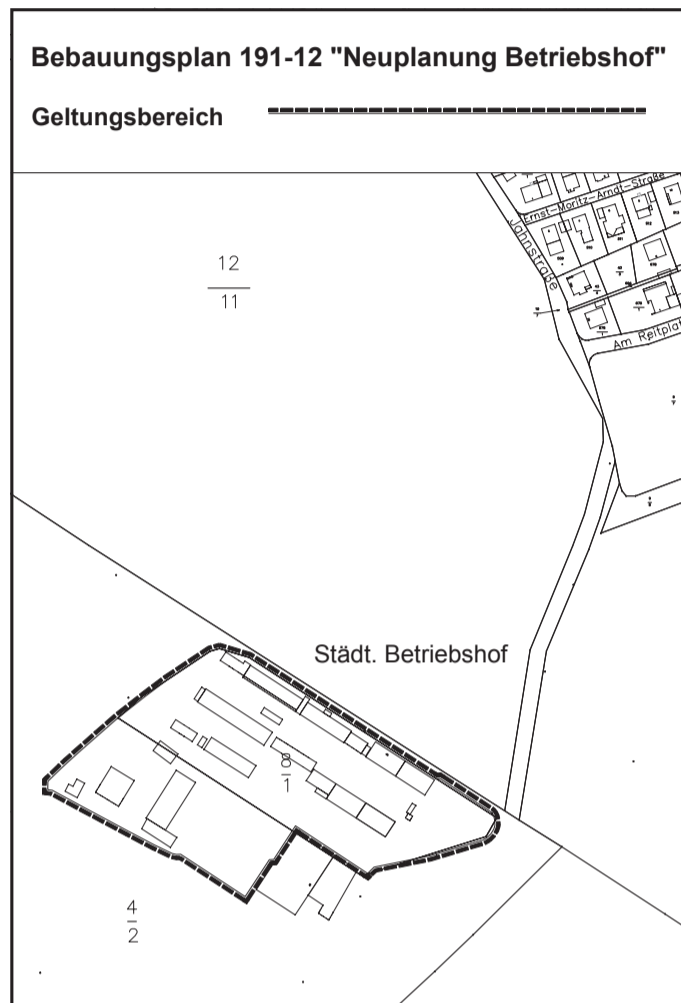 Bebauungsplan 191-12 "Neuplanung Betriebshof"
Geltungsbereich
Ernst-Moritz-Arndt-Straße
Jahnstraße
12
11
Am Reitplat
Städt. Betriebshof
8
1
4
2